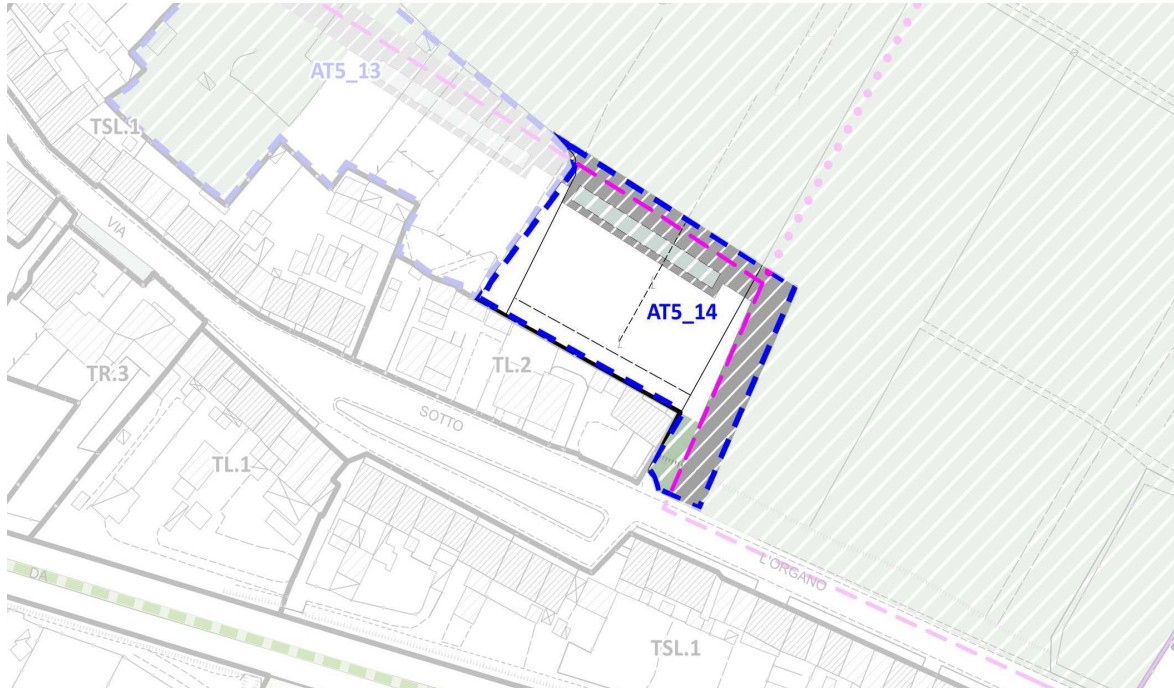 AT5_13
TSL.1
VIA
AT5_14
TL.2
TR.3
SOTTO
TL.1
L'ORGANO
DA
TSL.1